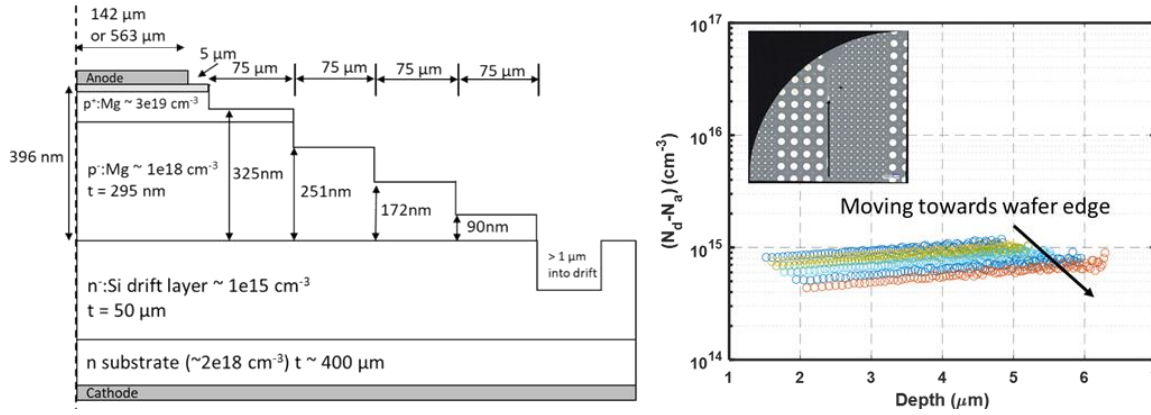 142 µm
or 563 µm
5 µm
75 µm
75 µm
75 µm
75 µm
Anode
p⁺:Mg ~ 3e19 cm⁻³
396 nm
p⁻:Mg ~ 1e18 cm⁻³
t = 295 nm
325nm
251nm
172nm
90nm
> 1 µm
into drift
n⁻:Si drift layer ~ 1e15 cm⁻³
t = 50 µm
n substrate (~2e18 cm⁻³) t ~ 400 µm
Cathode
10¹⁷
10¹⁶
10¹⁵
10¹⁴
(N_d-N_a) (cm⁻³)
Moving towards wafer edge
1 2 3 4 5 6
Depth (µm)